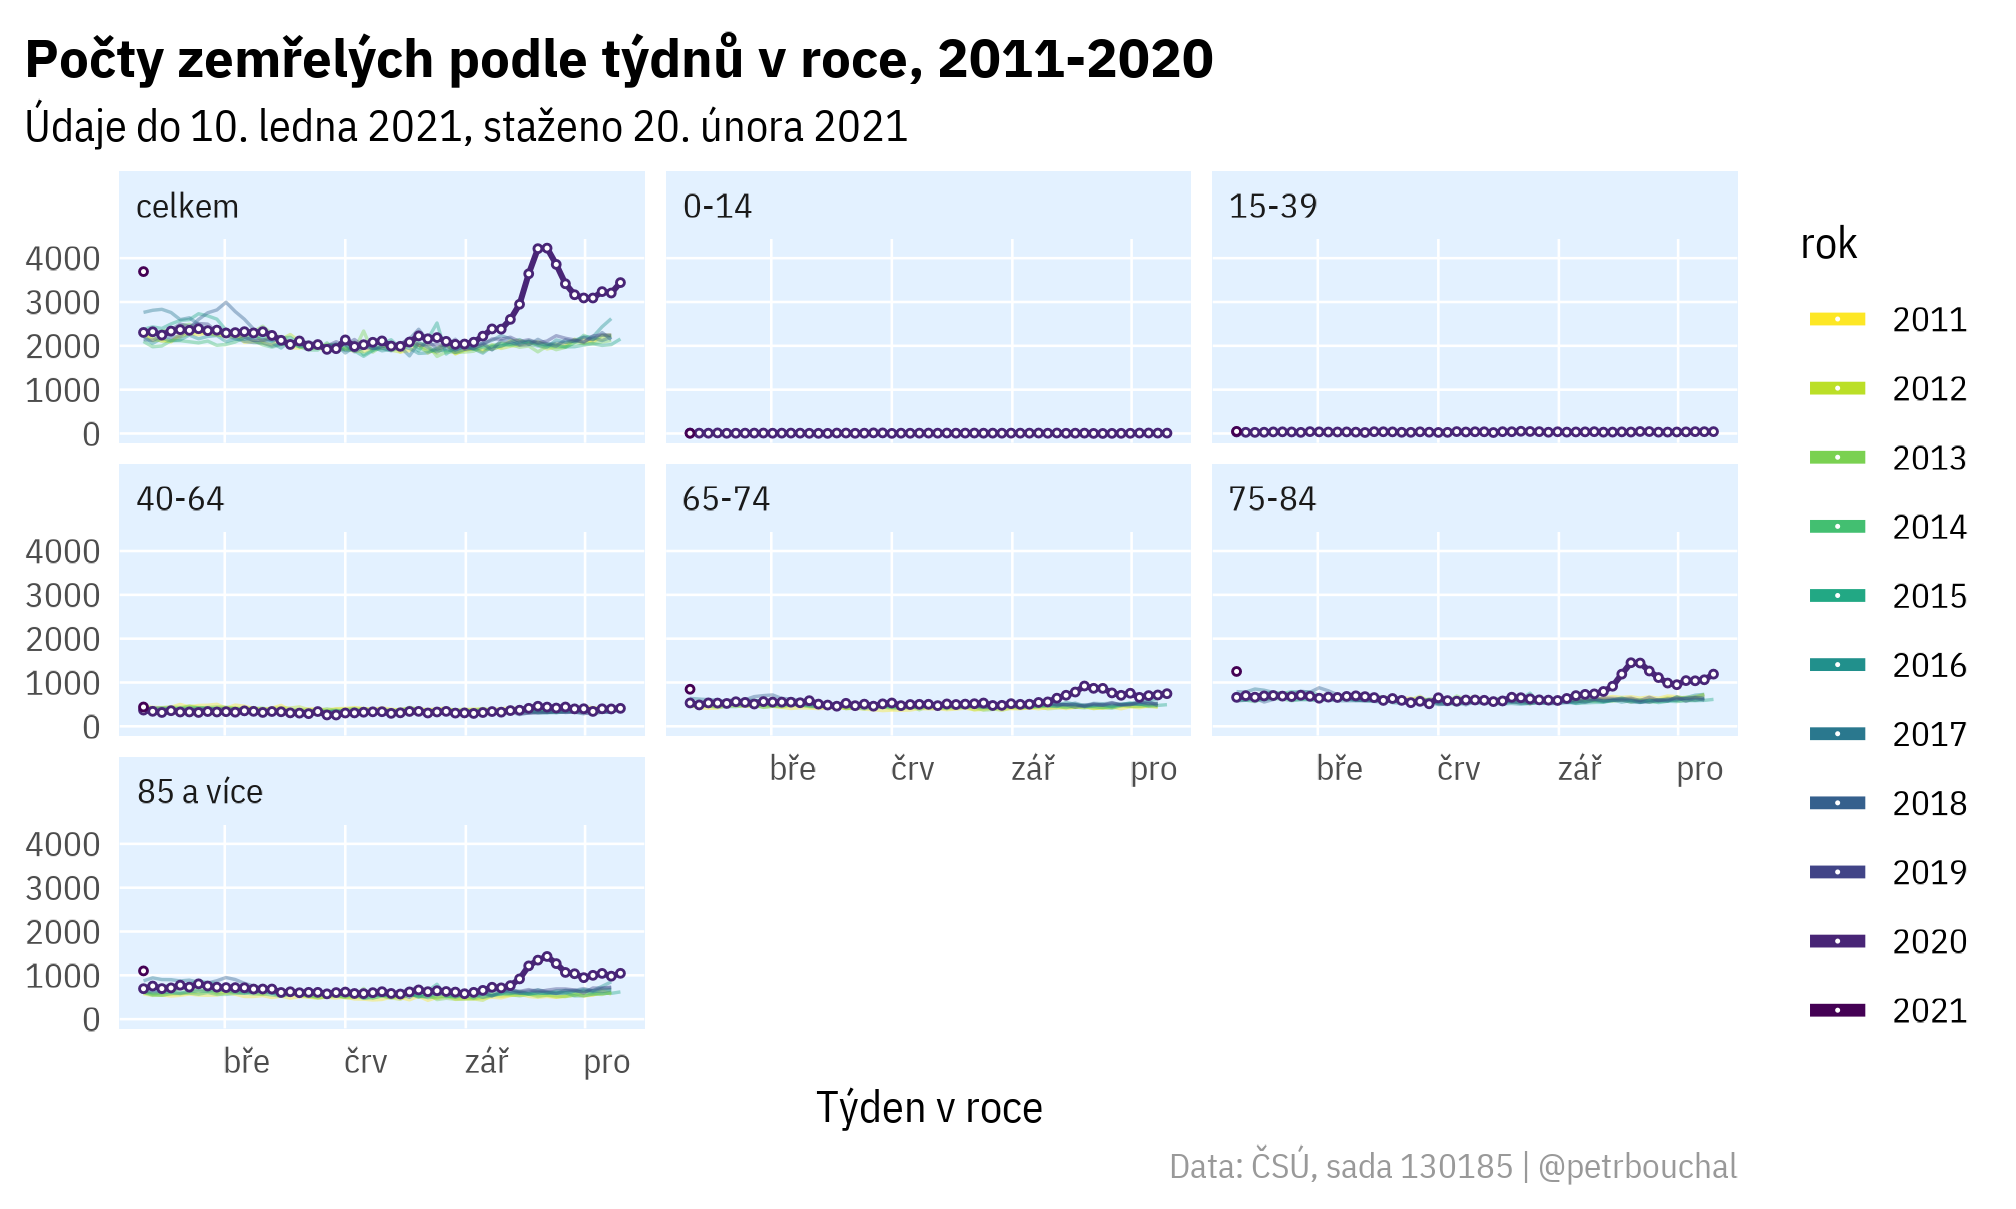 Počty zemřelých podle týdnů v roce, 2011-2020
Údaje do 10. ledna 2021, staženo 20. února 2021
celkem
0-14
15-39
4000
3000
2000
1000
0
40-64
65-74
75-84
4000
3000
2000
1000
0
bře
črv
zář
pro
bře
črv
zář
pro
85 a více
4000
3000
2000
1000
0
bře
črv
zář
pro
Týden v roce
rok
2011
2012
2013
2014
2015
2016
2017
2018
2019
2020
2021
Data: ČSÚ, sada 130185 | @petrbouchal